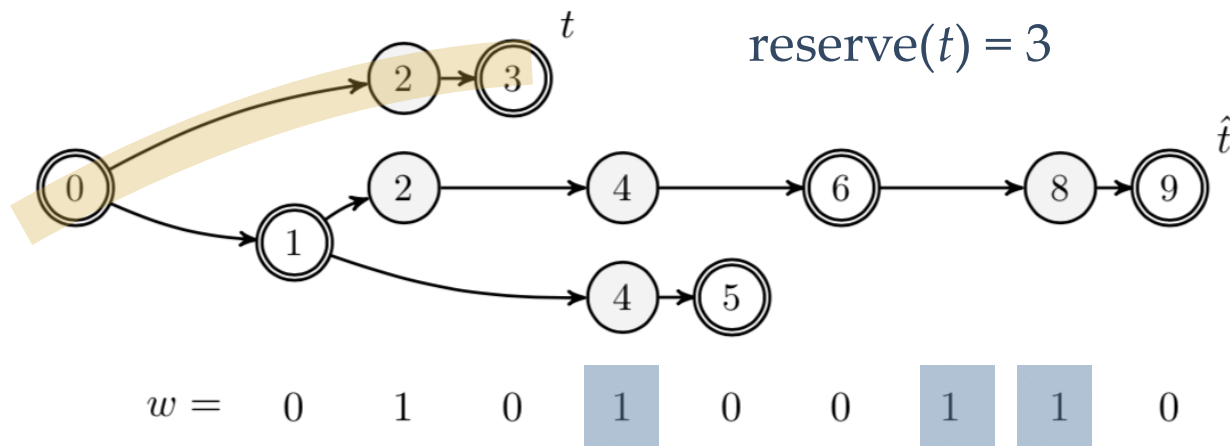 t
reserve(t) = 3
2 3
t̂
0 2 4 6 8 9
1
4 5
w = 0 1 0 1 0 0 1 1 0